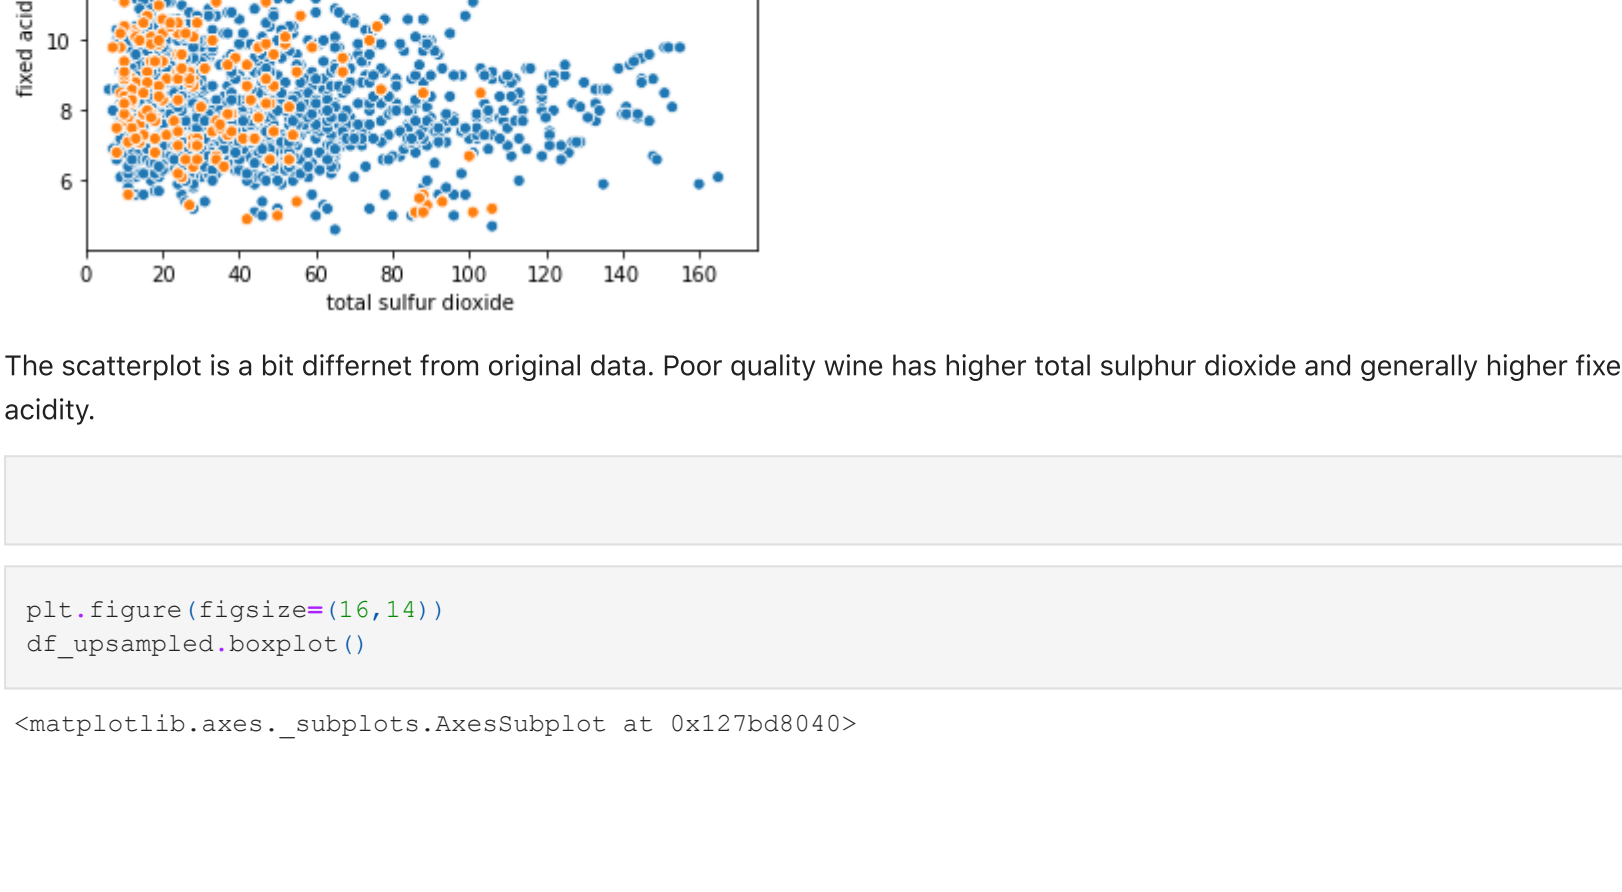 fixed acid
10
8
6
0 20 40 60 80 100 120 140 160
total sulfur dioxide
The scatterplot is a bit differnet from original data. Poor quality wine has higher total sulphur dioxide and generally higher fixe
acidity.
plt.figure(figsize=(16,14))
df_upsampled.boxplot()
<matplotlib.axes._subplots.AxesSubplot at 0x127bd8040>